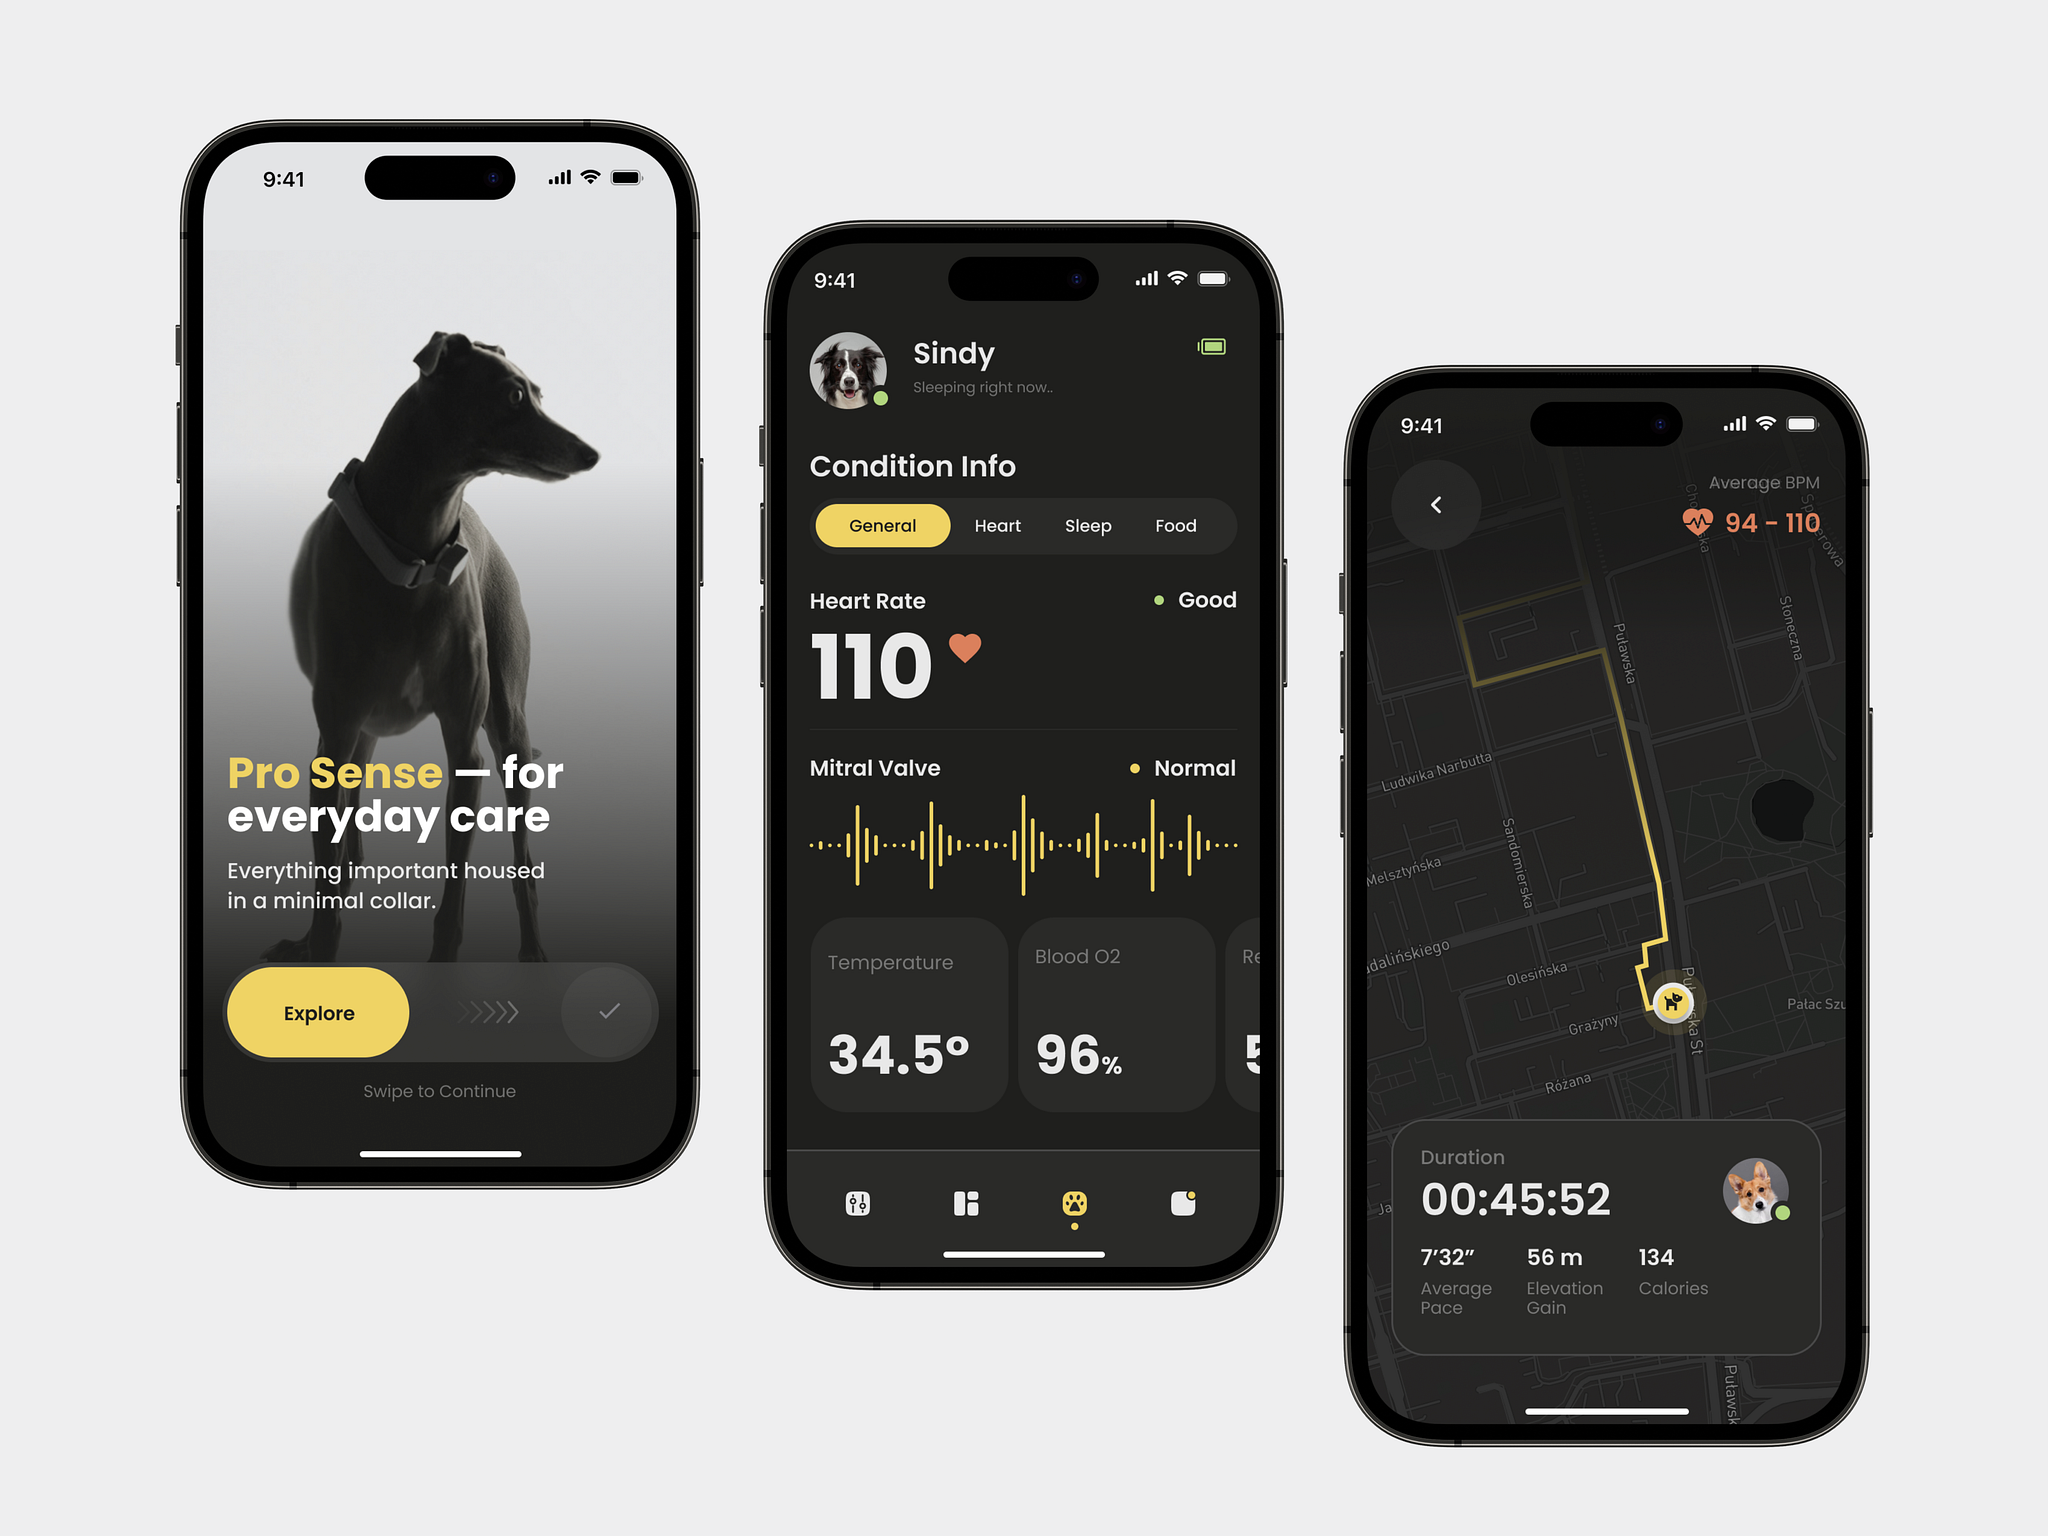 9:41
Pro Sense — for
everyday care
Everything important housed
in a minimal collar.
Explore
Swipe to Continue
9:41
Sindy
Sleeping right now..
Condition Info
General Heart Sleep Food
Heart Rate Good
110
Mitral Valve Normal
Temperature Blood O2 Re
34.5° 96% 5
9:41
Average BPM
94 - 110
Słoneczna
Puławska
Ludwika Narbutta
Sandomierska
Melsztyńska
dalińskiego
Olesińska
Pałac Szu
Grażyny
Puławska St
Różana
Ja
Duration
00:45:52
7’32” 56 m 134
Average Elevation Calories
Pace Gain
Puławsk